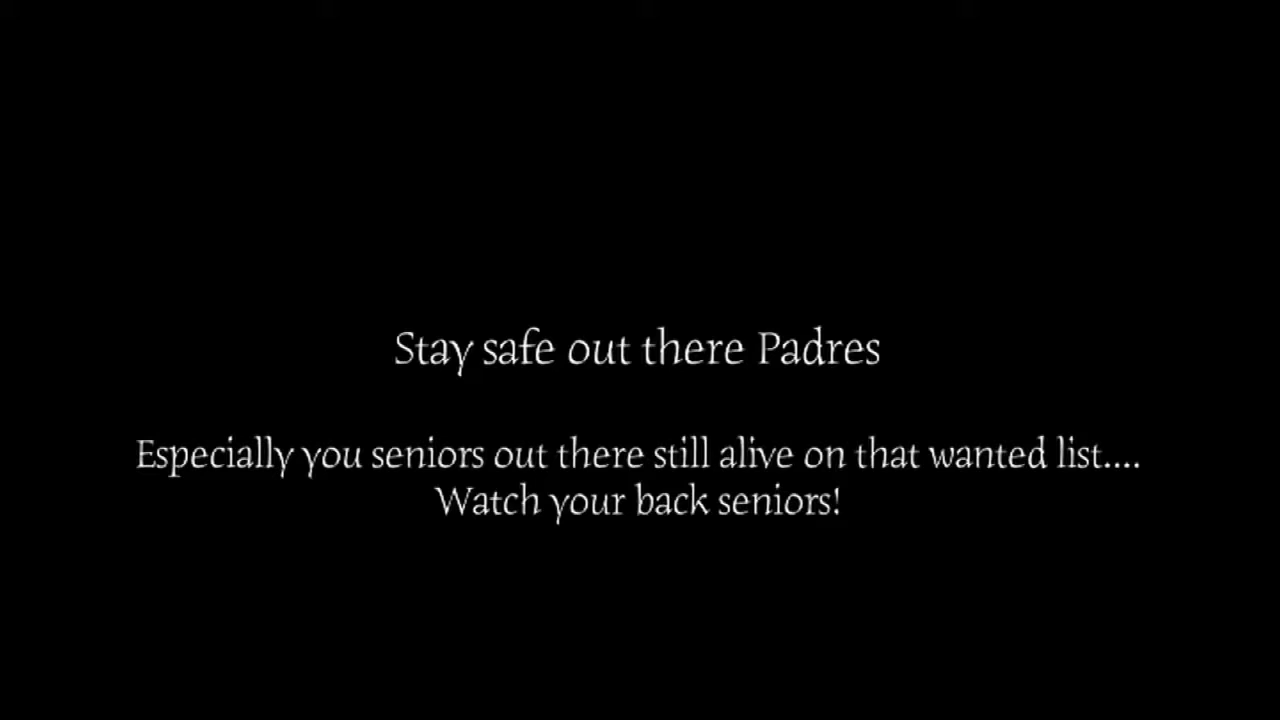 Stay safe out there Padres
Especially you seniors out there still alive on that wanted list....
Watch your back seniors!